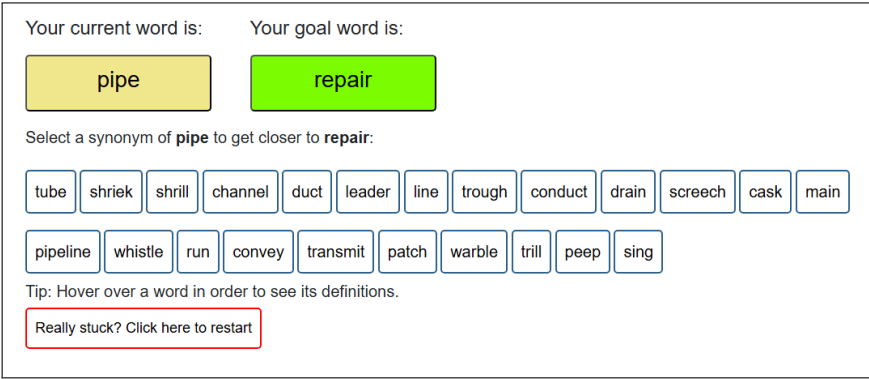 Your current word is: Your goal word is:
pipe repair
Select a synonym of pipe to get closer to repair:
tube shriek shrill channel duct leader line trough conduct drain screech cask main
pipeline whistle run convey transmit patch warble trill peep sing
Tip: Hover over a word in order to see its definitions.
Really stuck? Click here to restart